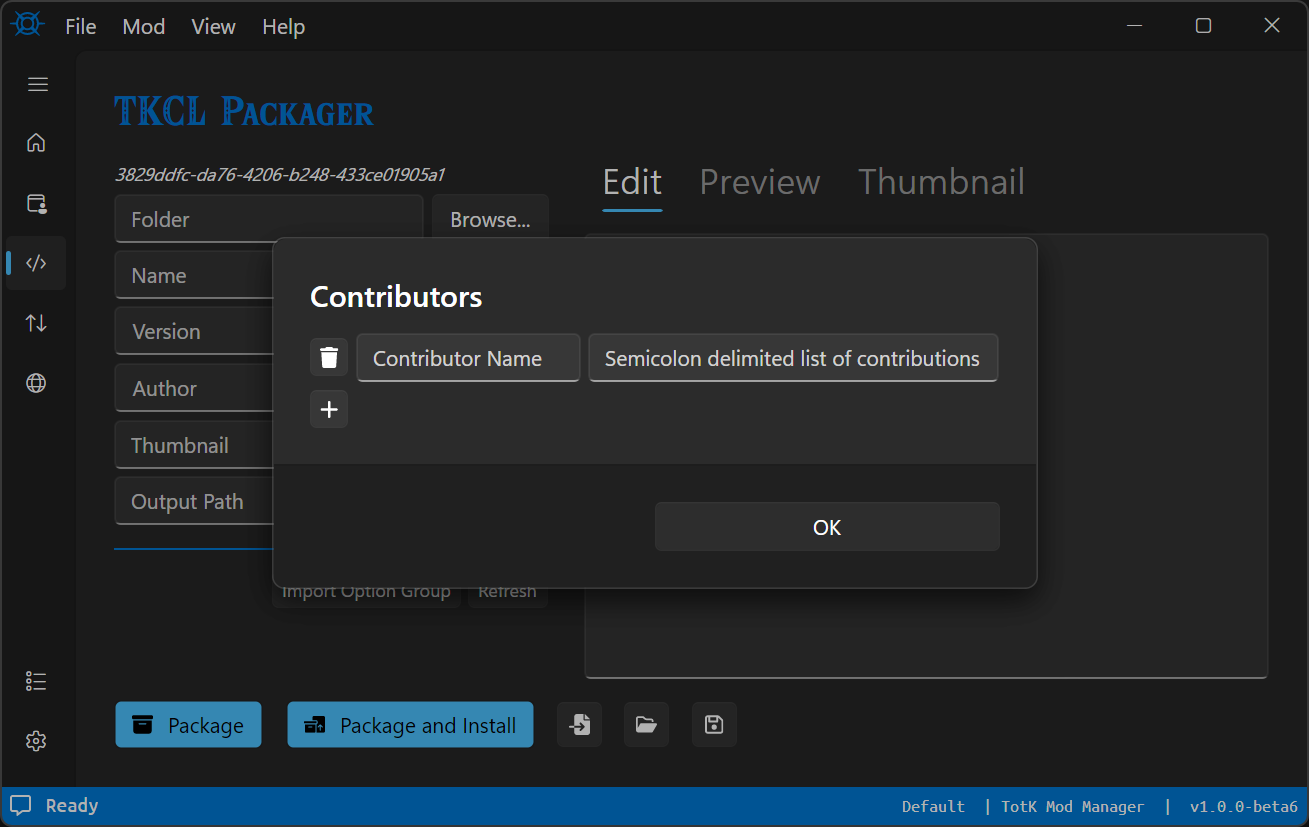 File Mod View Help
TKCL Packager
3829ddfc-da76-4206-b248-433ce01905a1
Edit Preview Thumbnail
Folder Browse...
Name
Version
Author
Thumbnail
Output Path
Contributors
Contributor Name Semicolon delimited list of contributions
OK
Import Option Group Refresh
Package Package and Install
Ready Default | TotK Mod Manager | v1.0.0-beta6